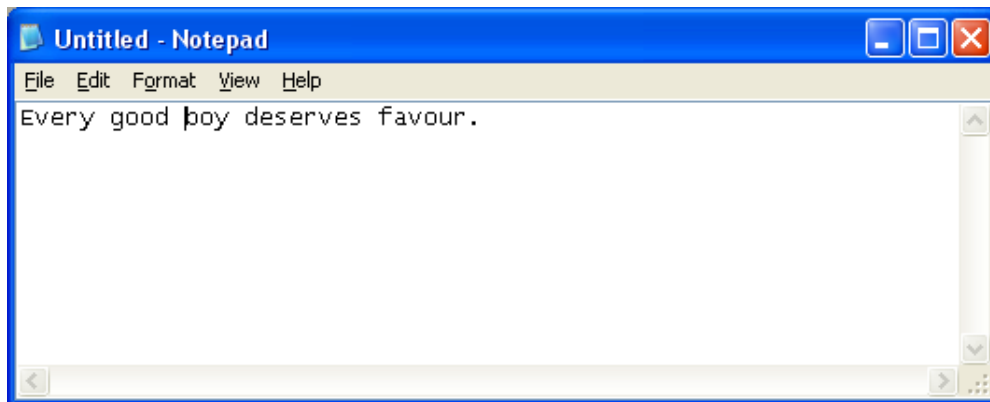 Untitled - Notepad
File Edit Format View Help
Every good boy deserves favour.